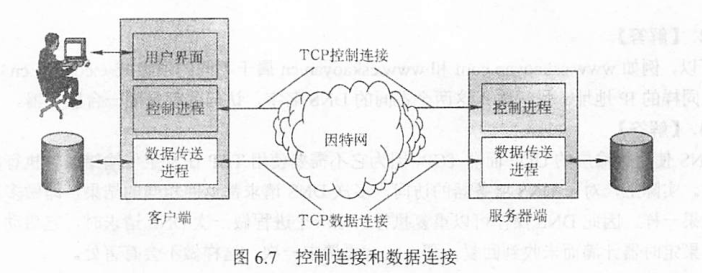 TCP控制连接
用户界面
控制进程
数据传送
进程
客户端
因特网
控制进程
数据传送
进程
服务器端
TCP数据连接
图 6.7 控制连接和数据连接